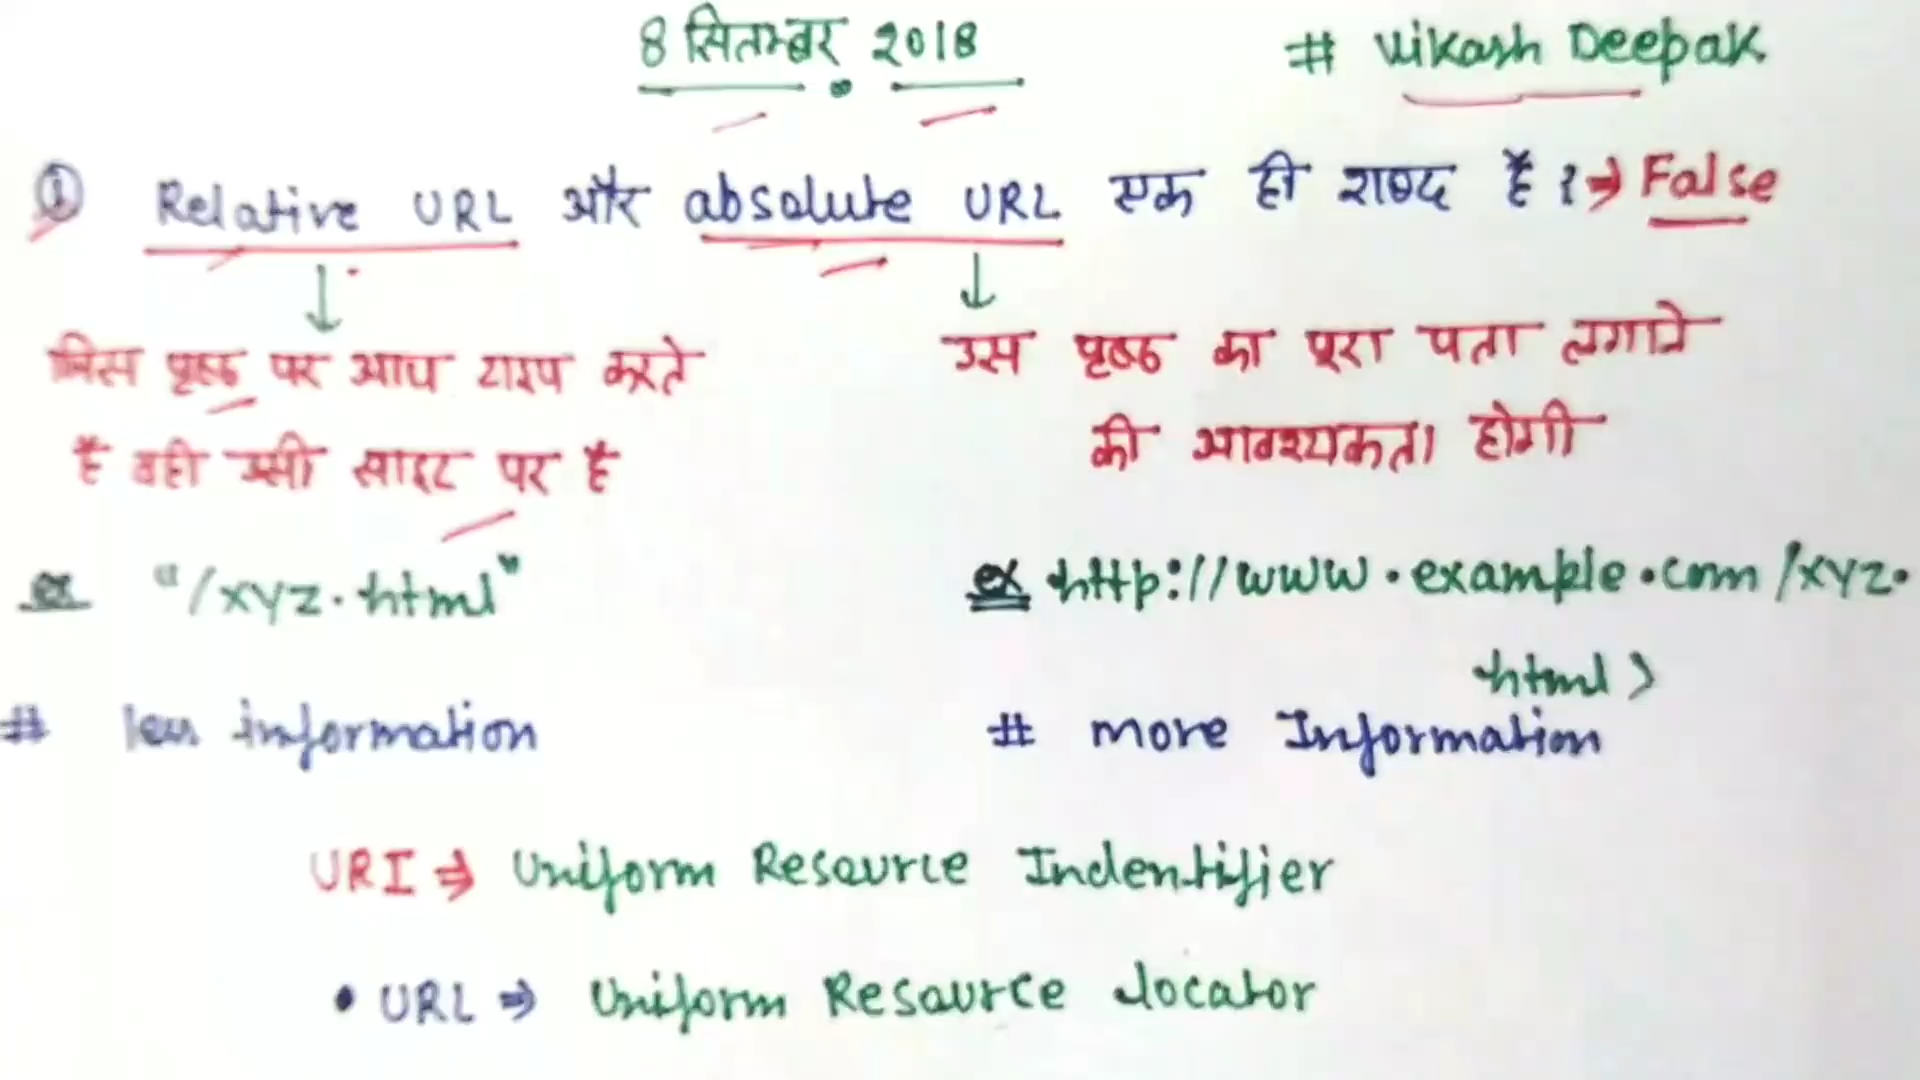 8 सितम्बर 2018
# Vikash Deepak
① Relative URL और absolute URL एक ही शब्द है ? ⇒ False
↓
जिस पृष्ठ पर आप टाइप करते
है वही उसी साइट पर है
ex "/xyz.html"
# less information
↓
उस पृष्ठ का पूरा पता लगाने
की आवश्यकता होगी
ex http://www.example.com/xyz.
html>
# more Information
URI ⇒ Uniform Resource Indentifier
• URL ⇒ Uniform Resource locator